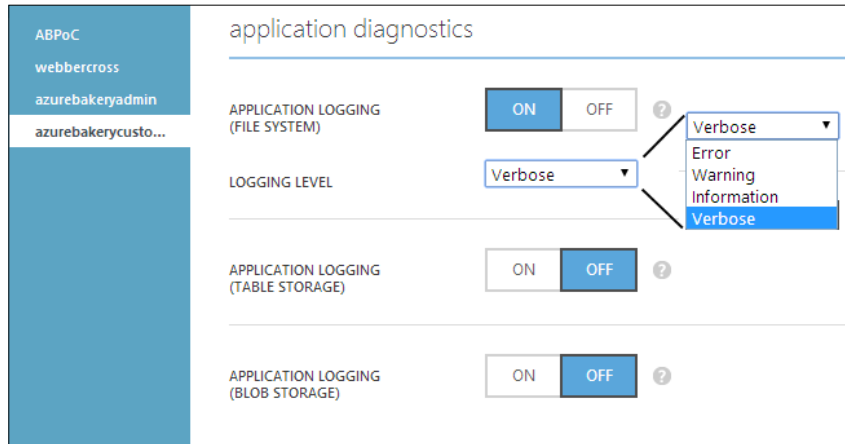 ABPoC
webbercross
azurebakeryadmin
azurebakerycusto...
application diagnostics
APPLICATION LOGGING
(FILE SYSTEM)
ON OFF ?
LOGGING LEVEL
Verbose
Verbose
Error
Warning
Information
Verbose
APPLICATION LOGGING
(TABLE STORAGE)
ON OFF ?
APPLICATION LOGGING
(BLOB STORAGE)
ON OFF ?